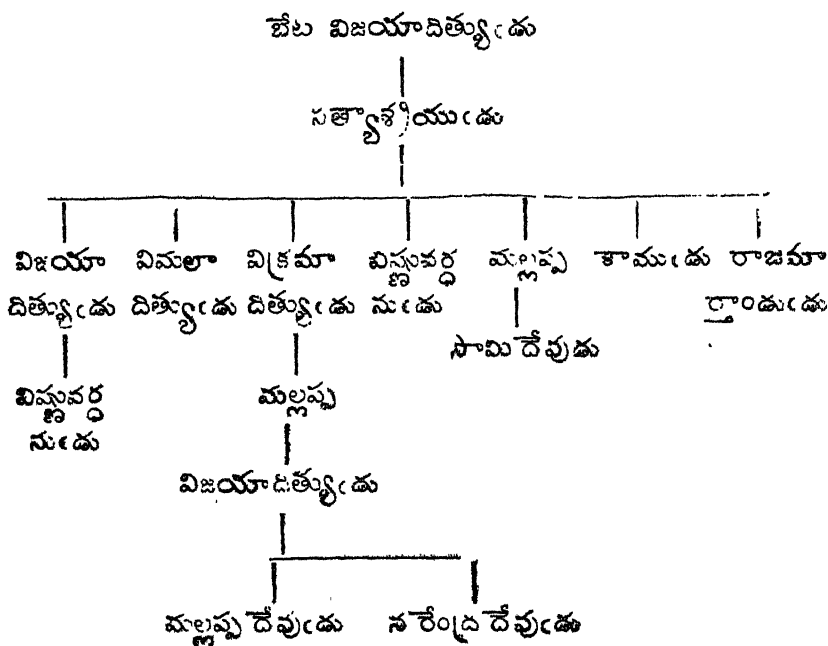 బేట విజయాదిత్యుఁడు
సత్యాశ్రయుఁడు
విజయా విమలా విక్రమా విష్ణువర్ధ మల్లప్ప కాముఁడు రాజమా
దిత్యుఁడు దిత్యుఁడు దిత్యుఁడు నుఁడు ర్తాండుఁడు
సామిదేవుడు
విష్ణువర్ధ మల్లప్ప
నుఁడు
విజయాదిత్యుఁడు
మల్లప్పదేవుఁడు నరేంద్రదేవుఁడు